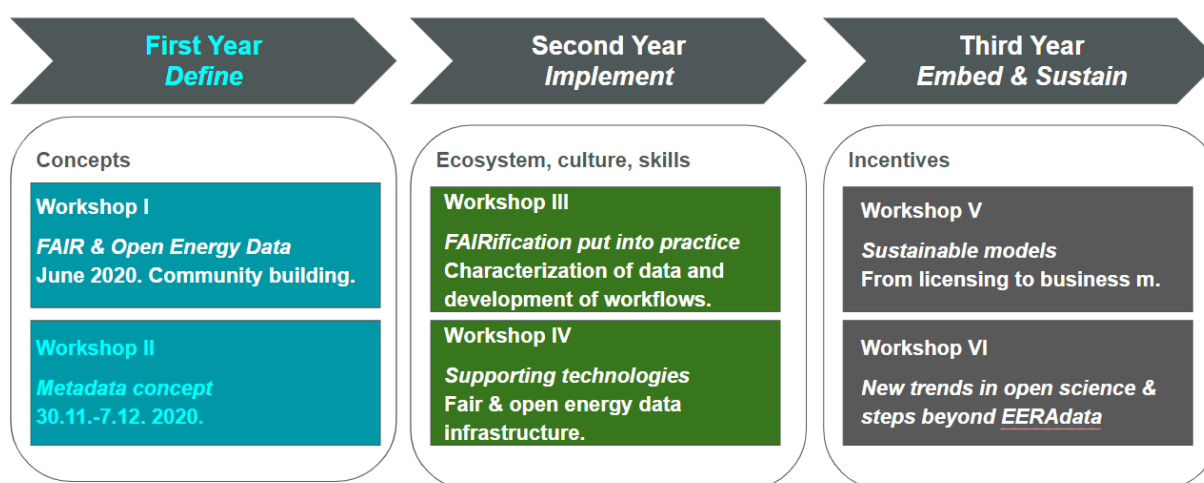 First Year
Define
Second Year
Implement
Third Year
Embed & Sustain
Concepts
Workshop I
FAIR & Open Energy Data
June 2020. Community building.
Workshop II
Metadata concept
30.11.-7.12. 2020.
Ecosystem, culture, skills
Workshop III
FAIRification put into practice
Characterization of data and
development of workflows.
Workshop IV
Supporting technologies
Fair & open energy data
infrastructure.
Incentives
Workshop V
Sustainable models
From licensing to business m.
Workshop VI
New trends in open science &
steps beyond EERAdata